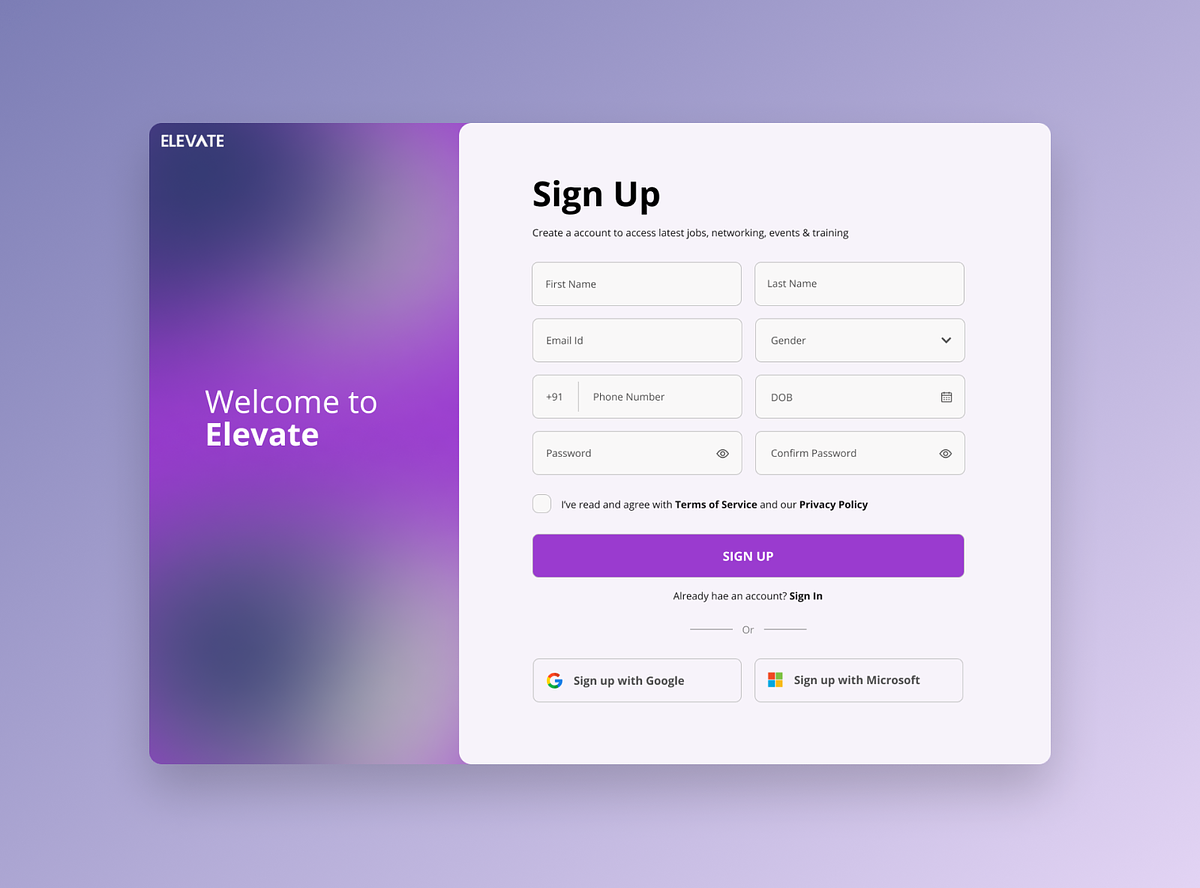 ELEVATE
Welcome to
Elevate
Sign Up
Create a account to access latest jobs, networking, events & training
First Name
Last Name
Email Id
Gender
+91
Phone Number
DOB
Password
Confirm Password
I've read and agree with Terms of Service and our Privacy Policy
SIGN UP
Already hae an account? Sign In
Or
Sign up with Google
Sign up with Microsoft